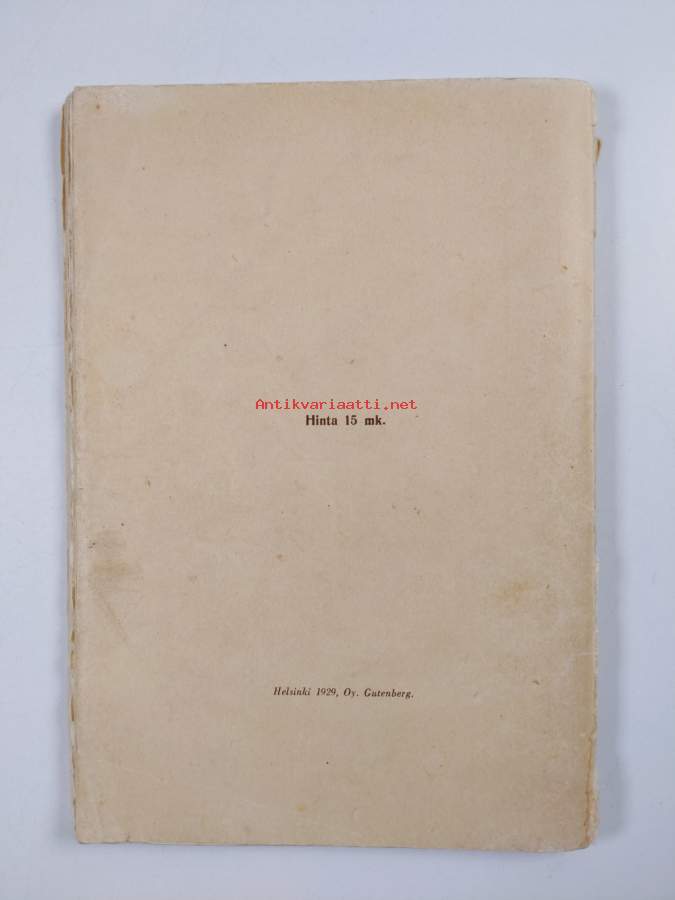 Antikvariaatti.net
Hinta 15 mk.
Helsinki 1929, Oy. Gutenberg.